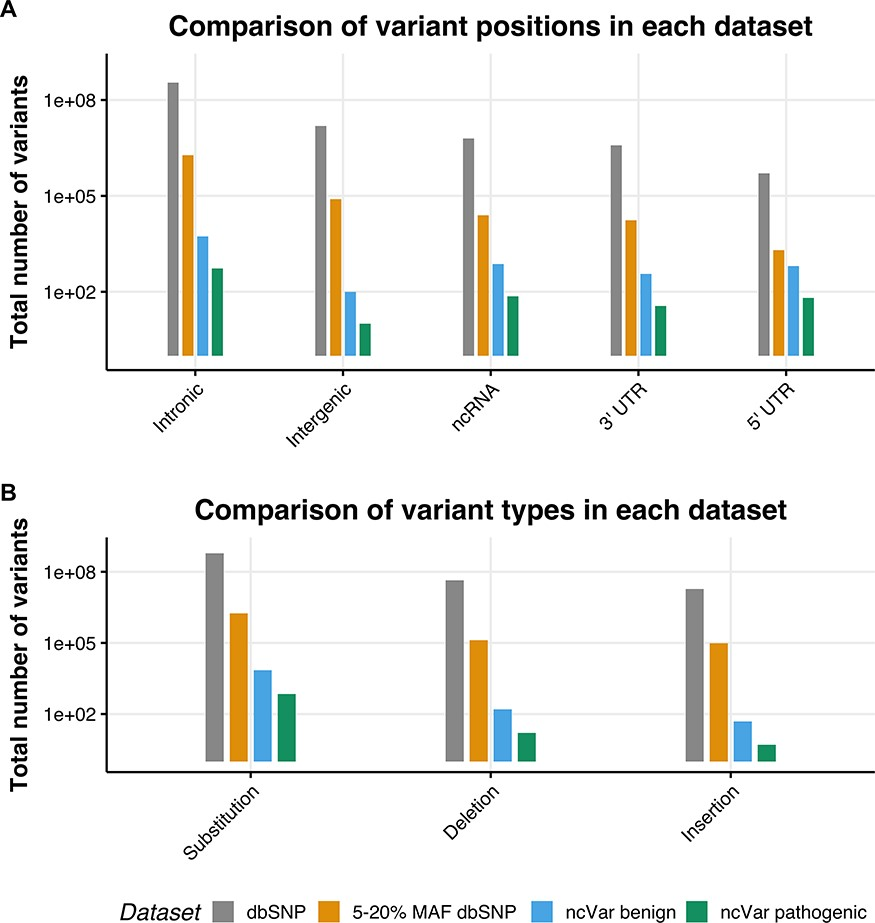 A
Comparison of variant positions in each dataset
Total number of variants
1e+08
1e+05
1e+02
Intronic
Intergenic
ncRNA
3' UTR
5' UTR
B
Comparison of variant types in each dataset
Total number of variants
1e+08
1e+05
1e+02
Substitution
Deletion
Insertion
Dataset dbSNP 5-20% MAF dbSNP ncVar benign ncVar pathogenic